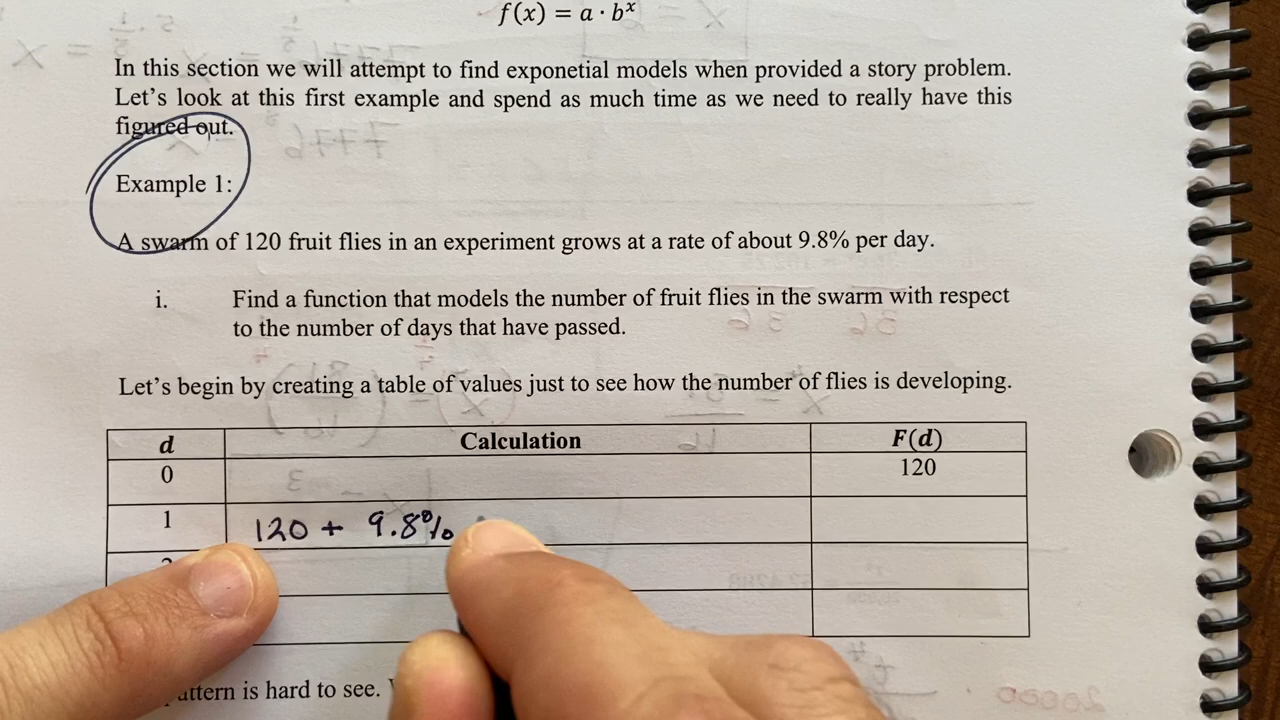 f(x) = a · bˣ
In this section we will attempt to find exponetial models when provided a story problem.
Let's look at this first example and spend as much time as we need to really have this
figured out.
Example 1:
A swarm of 120 fruit flies in an experiment grows at a rate of about 9.8% per day.
i. Find a function that models the number of fruit flies in the swarm with respect
to the number of days that have passed.
Let's begin by creating a table of values just to see how the number of flies is developing.
d Calculation F(d)
0 120
1 120 + 9.8%
is hard to see.